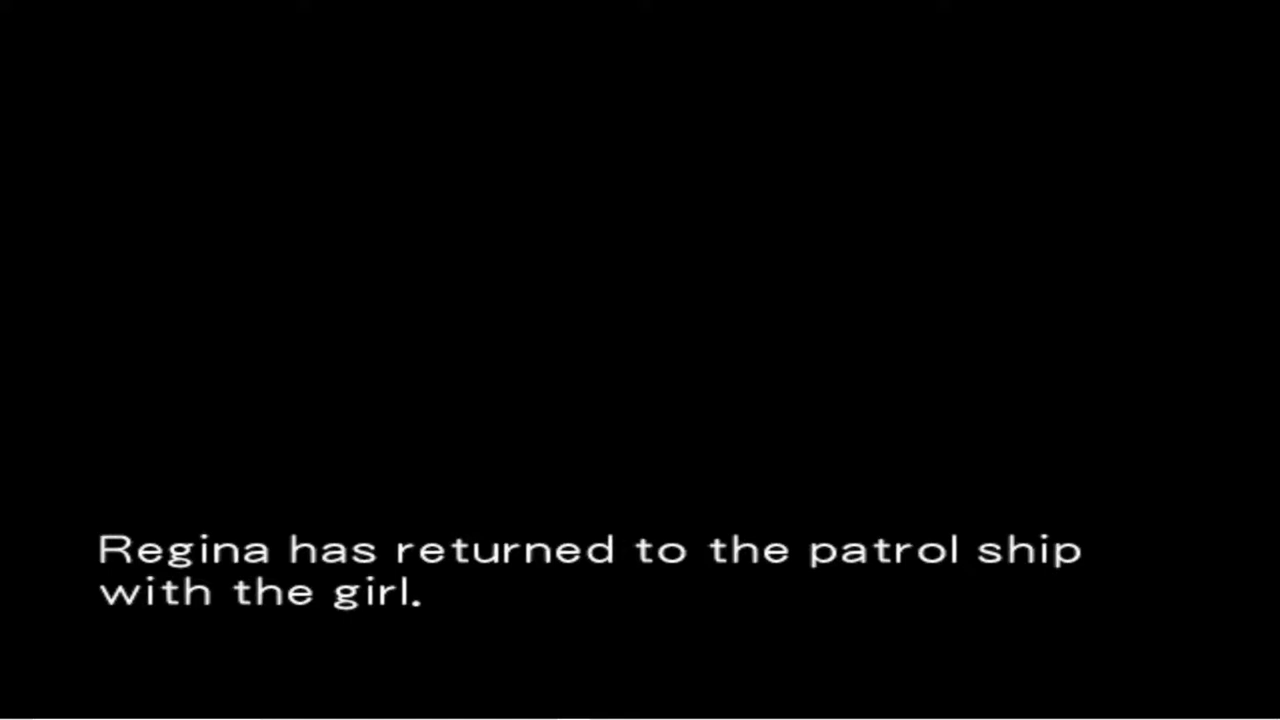 Regina has returned to the patrol ship
with the girl.